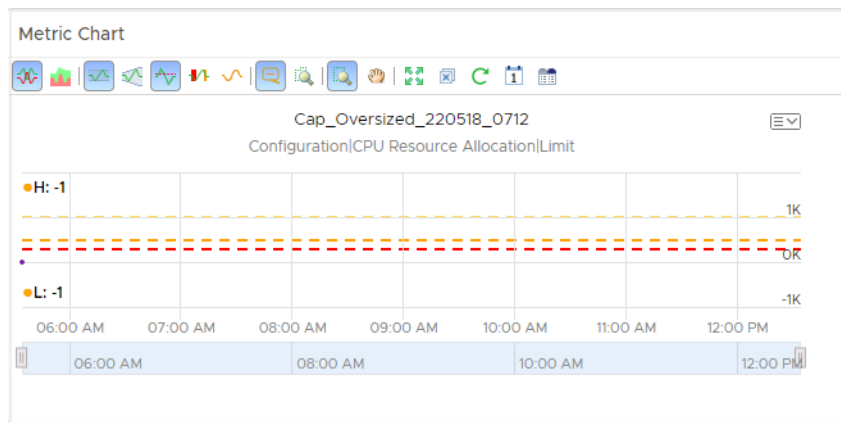 Metric Chart
1
Cap_Oversized_220518_0712
Configuration|CPU Resource Allocation|Limit
H: -1
1K
0K
L: -1
-1K
06:00 AM 07:00 AM 08:00 AM 09:00 AM 10:00 AM 11:00 AM 12:00 PM
06:00 AM 08:00 AM 10:00 AM 12:00 PM